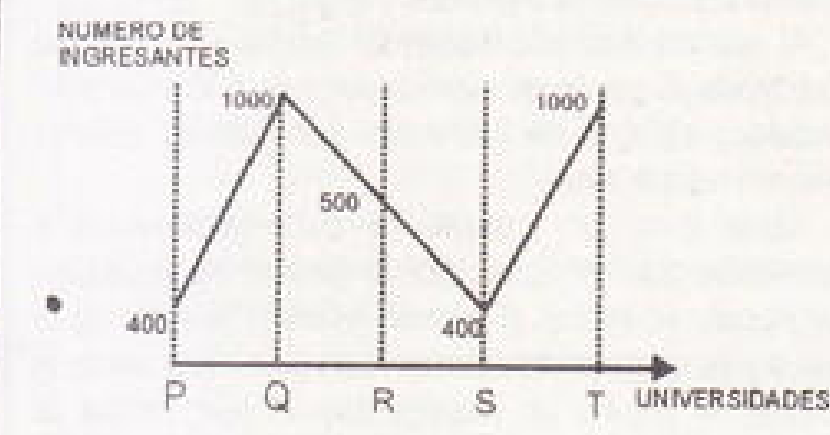 NUMERO DE
INGRESANTES
1000
1000
500
400
400
P Q R S T UNIVERSIDADES